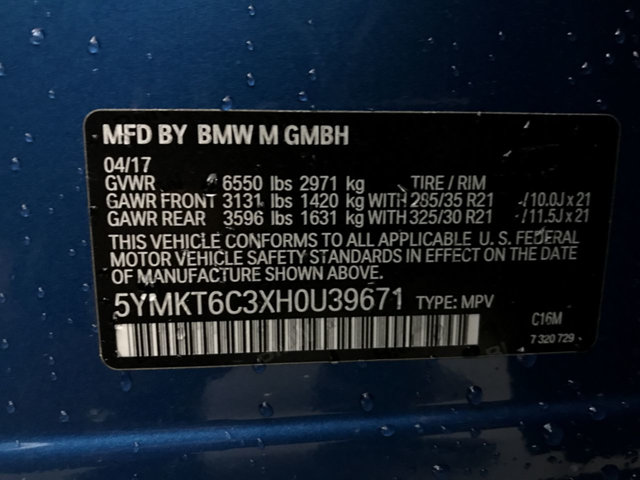 MFD BY BMW M GMBH
04/17
GVWR 6550 lbs 2971 kg TIRE / RIM
GAWR FRONT 3131 lbs 1420 kg WITH 285/35 R21 -/10.0J x 21
GAWR REAR 3596 lbs 1631 kg WITH 325/30 R21 -/11.5J x 21
THIS VEHICLE CONFORMS TO ALL APPLICABLE U. S. FEDERAL
MOTOR VEHICLE SAFETY STANDARDS IN EFFECT ON THE DATE
OF MANUFACTURE SHOWN ABOVE.
5YMKT6C3XH0U39671 TYPE: MPV
C16M
7 320 729